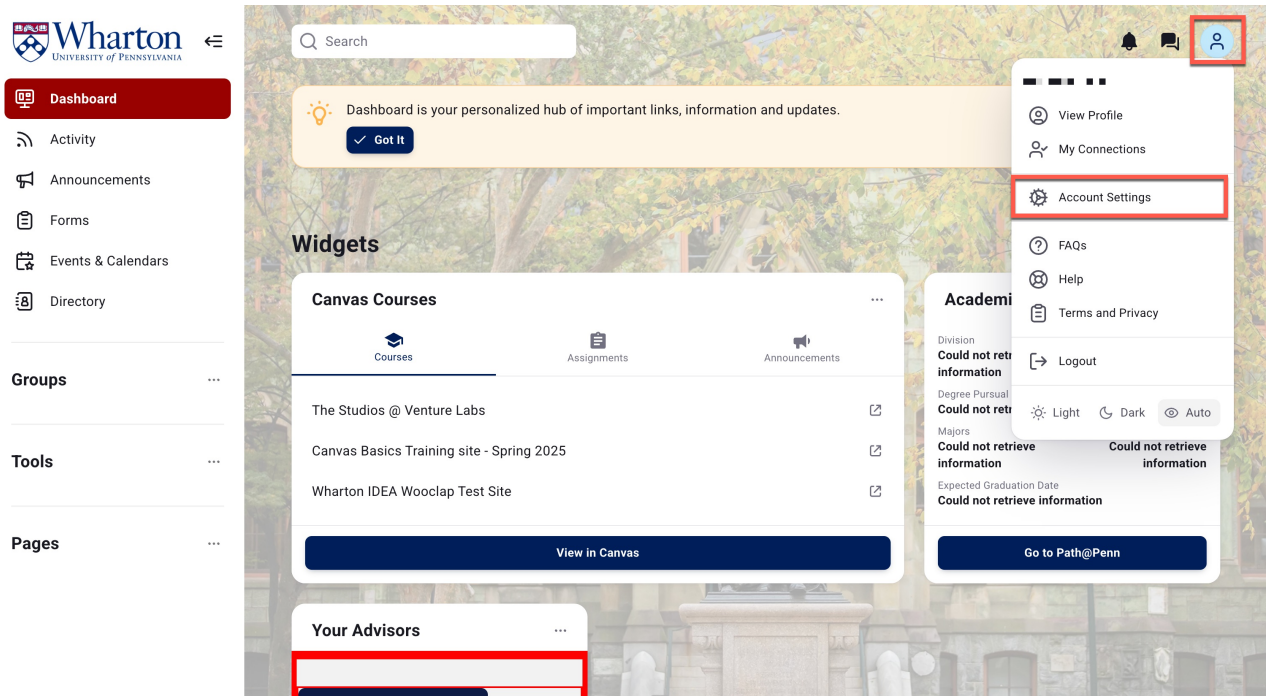 Wharton
UNIVERSITY of PENNSYLVANIA
Dashboard
Activity
Announcements
Forms
Events & Calendars
Directory
Groups
Tools
Pages
Search
Dashboard is your personalized hub of important links, information and updates.
Got It
Widgets
Canvas Courses
Courses
Assignments
Announcements
The Studios @ Venture Labs
Canvas Basics Training site - Spring 2025
Wharton IDEA Wooclap Test Site
View in Canvas
Your Advisors
Division
Could not
information
Degree Pursual
Could not
Majors
Could not retrieve Could not retrieve
information information
Expected Graduation Date
Could not retrieve information
Go to Path@Penn
View Profile
My Connections
Account Settings
FAQs
Help
Terms and Privacy
Logout
Light Dark Auto